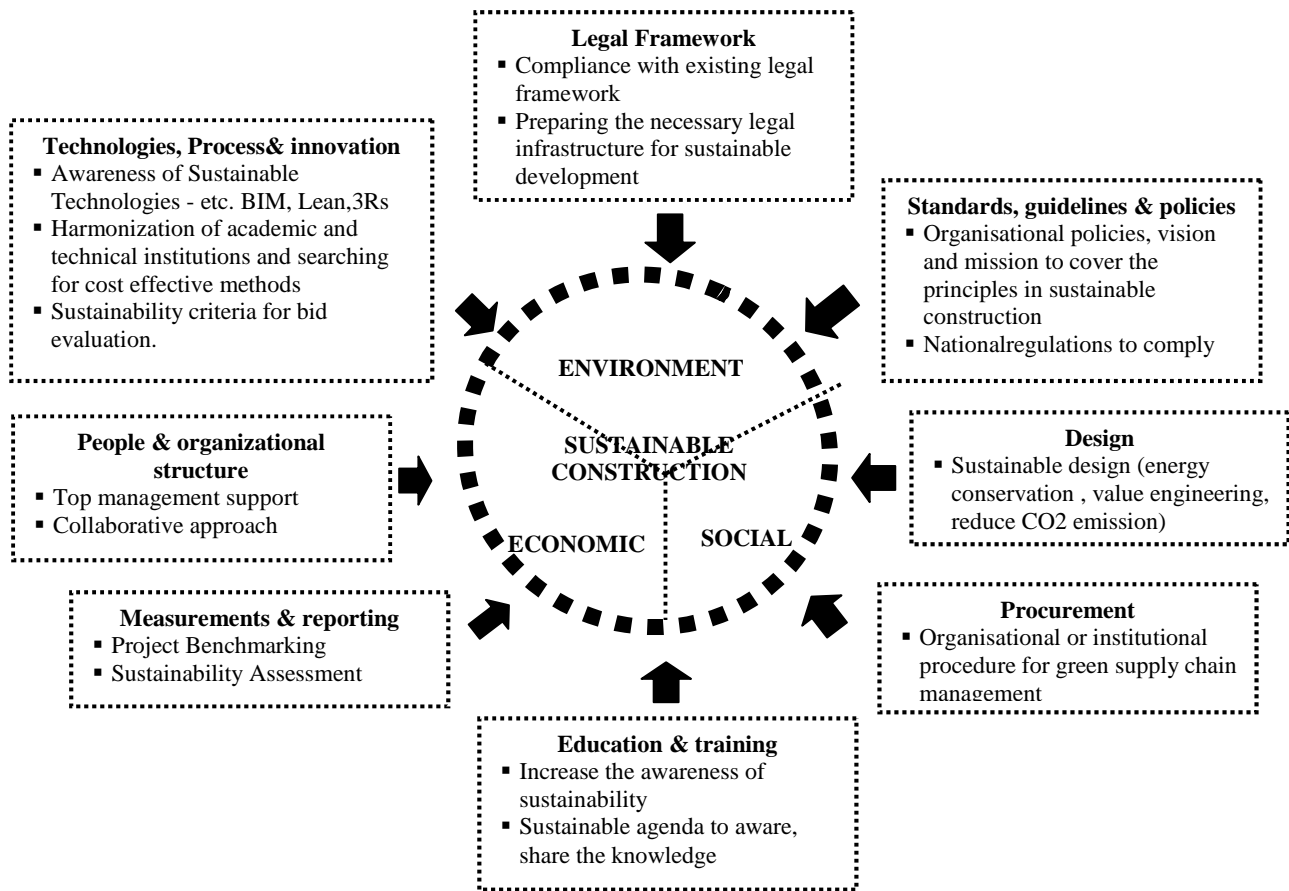 Legal Framework
▪ Compliance with existing legal
framework
▪ Preparing the necessary legal
infrastructure for sustainable
development
Technologies, Process& innovation
▪ Awareness of Sustainable
Technologies - etc. BIM, Lean,3Rs
▪ Harmonization of academic and
technical institutions and searching
for cost effective methods
▪ Sustainability criteria for bid
evaluation.
Standards, guidelines & policies
▪ Organisational policies, vision
and mission to cover the
principles in sustainable
construction
▪ Nationalregulations to comply
ENVIRONMENT
SUSTAINABLE
CONSTRUCTION
ECONOMIC
SOCIAL
People & organizational
structure
▪ Top management support
▪ Collaborative approach
Design
▪ Sustainable design (energy
conservation , value engineering,
reduce CO2 emission)
Measurements & reporting
▪ Project Benchmarking
▪ Sustainability Assessment
Procurement
▪ Organisational or institutional
procedure for green supply chain
management
Education & training
▪ Increase the awareness of
sustainability
▪ Sustainable agenda to aware,
share the knowledge